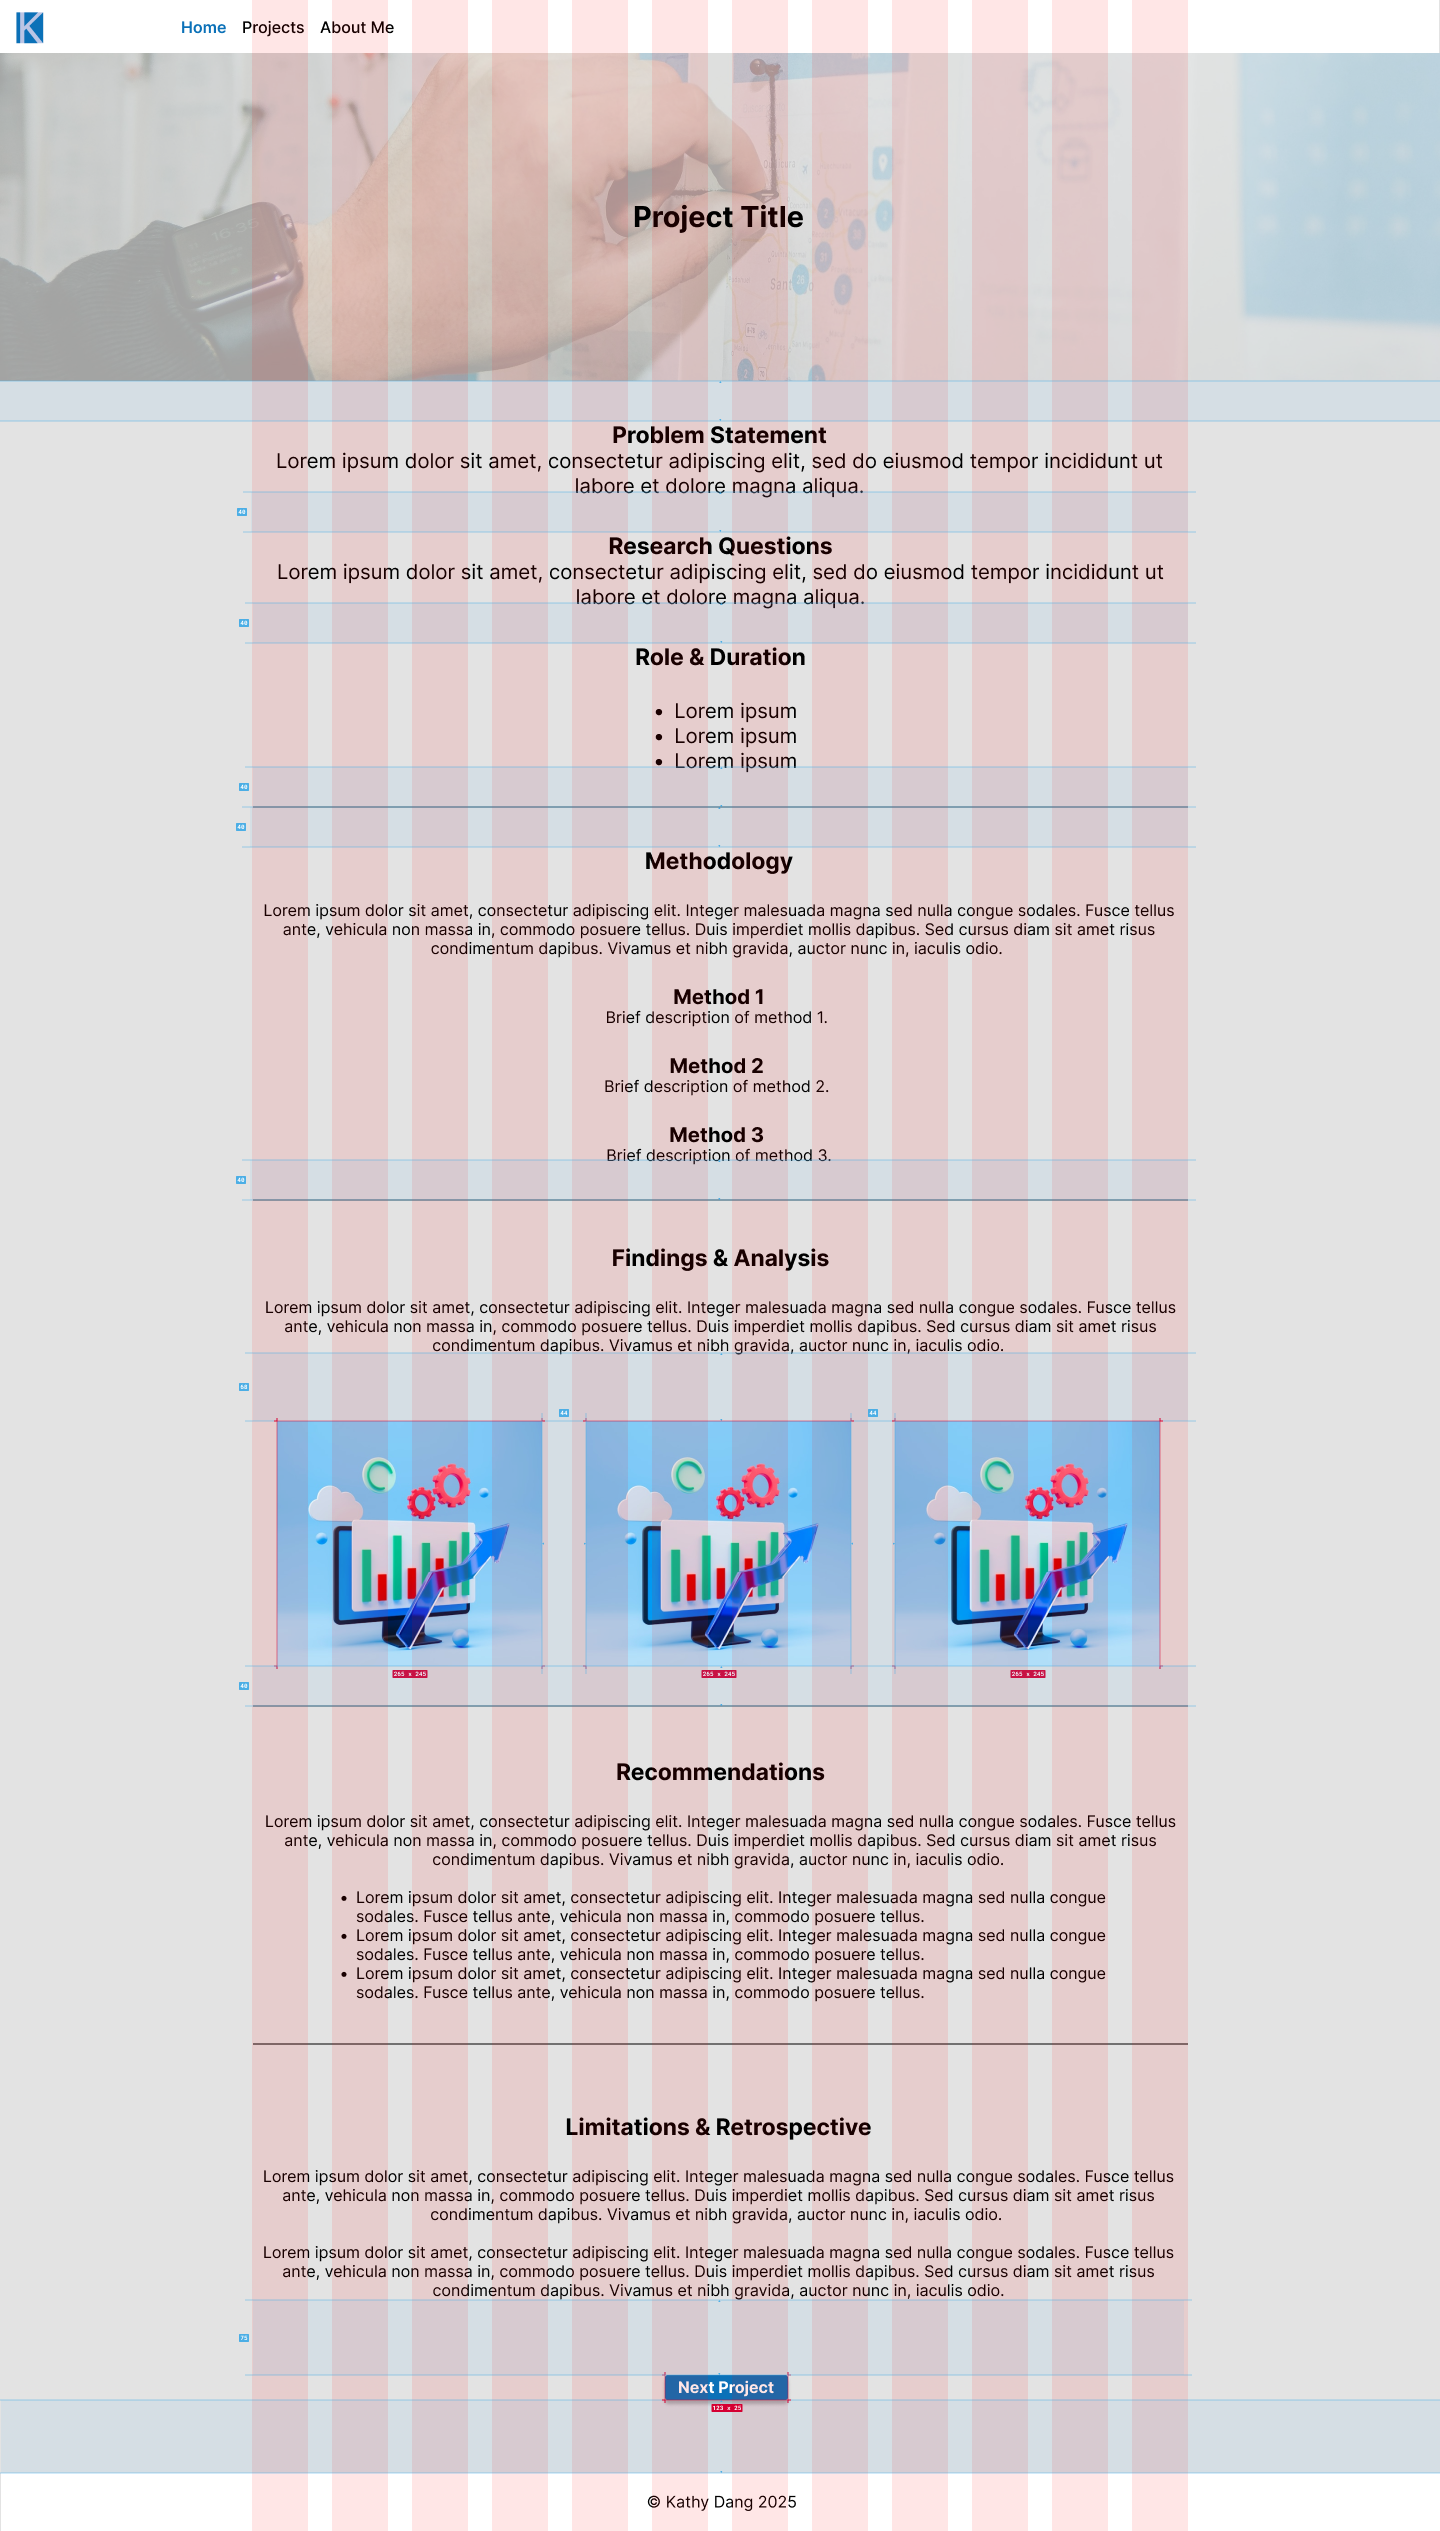 K
Home Projects About Me
Project Title
Problem Statement
Lorem ipsum dolor sit amet, consectetur adipiscing elit, sed do eiusmod tempor incididunt ut
labore et dolore magna aliqua.
40
Research Questions
Lorem ipsum dolor sit amet, consectetur adipiscing elit, sed do eiusmod tempor incididunt ut
labore et dolore magna aliqua.
40
Role & Duration
• Lorem ipsum
• Lorem ipsum
• Lorem ipsum
40
40
Methodology
Lorem ipsum dolor sit amet, consectetur adipiscing elit. Integer malesuada magna sed nulla congue sodales. Fusce tellus
ante, vehicula non massa in, commodo posuere tellus. Duis imperdiet mollis dapibus. Sed cursus diam sit amet risus
condimentum dapibus. Vivamus et nibh gravida, auctor nunc in, iaculis odio.
Method 1
Brief description of method 1.
Method 2
Brief description of method 2.
Method 3
Brief description of method 3.
40
Findings & Analysis
Lorem ipsum dolor sit amet, consectetur adipiscing elit. Integer malesuada magna sed nulla congue sodales. Fusce tellus
ante, vehicula non massa in, commodo posuere tellus. Duis imperdiet mollis dapibus. Sed cursus diam sit amet risus
condimentum dapibus. Vivamus et nibh gravida, auctor nunc in, iaculis odio.
68
44 44
265 x 245 265 x 245 265 x 245
40
Recommendations
Lorem ipsum dolor sit amet, consectetur adipiscing elit. Integer malesuada magna sed nulla congue sodales. Fusce tellus
ante, vehicula non massa in, commodo posuere tellus. Duis imperdiet mollis dapibus. Sed cursus diam sit amet risus
condimentum dapibus. Vivamus et nibh gravida, auctor nunc in, iaculis odio.
• Lorem ipsum dolor sit amet, consectetur adipiscing elit. Integer malesuada magna sed nulla congue
sodales. Fusce tellus ante, vehicula non massa in, commodo posuere tellus.
• Lorem ipsum dolor sit amet, consectetur adipiscing elit. Integer malesuada magna sed nulla congue
sodales. Fusce tellus ante, vehicula non massa in, commodo posuere tellus.
• Lorem ipsum dolor sit amet, consectetur adipiscing elit. Integer malesuada magna sed nulla congue
sodales. Fusce tellus ante, vehicula non massa in, commodo posuere tellus.
Limitations & Retrospective
Lorem ipsum dolor sit amet, consectetur adipiscing elit. Integer malesuada magna sed nulla congue sodales. Fusce tellus
ante, vehicula non massa in, commodo posuere tellus. Duis imperdiet mollis dapibus. Sed cursus diam sit amet risus
condimentum dapibus. Vivamus et nibh gravida, auctor nunc in, iaculis odio.
Lorem ipsum dolor sit amet, consectetur adipiscing elit. Integer malesuada magna sed nulla congue sodales. Fusce tellus
ante, vehicula non massa in, commodo posuere tellus. Duis imperdiet mollis dapibus. Sed cursus diam sit amet risus
condimentum dapibus. Vivamus et nibh gravida, auctor nunc in, iaculis odio.
75
Next Project
123 x 25
© Kathy Dang 2025